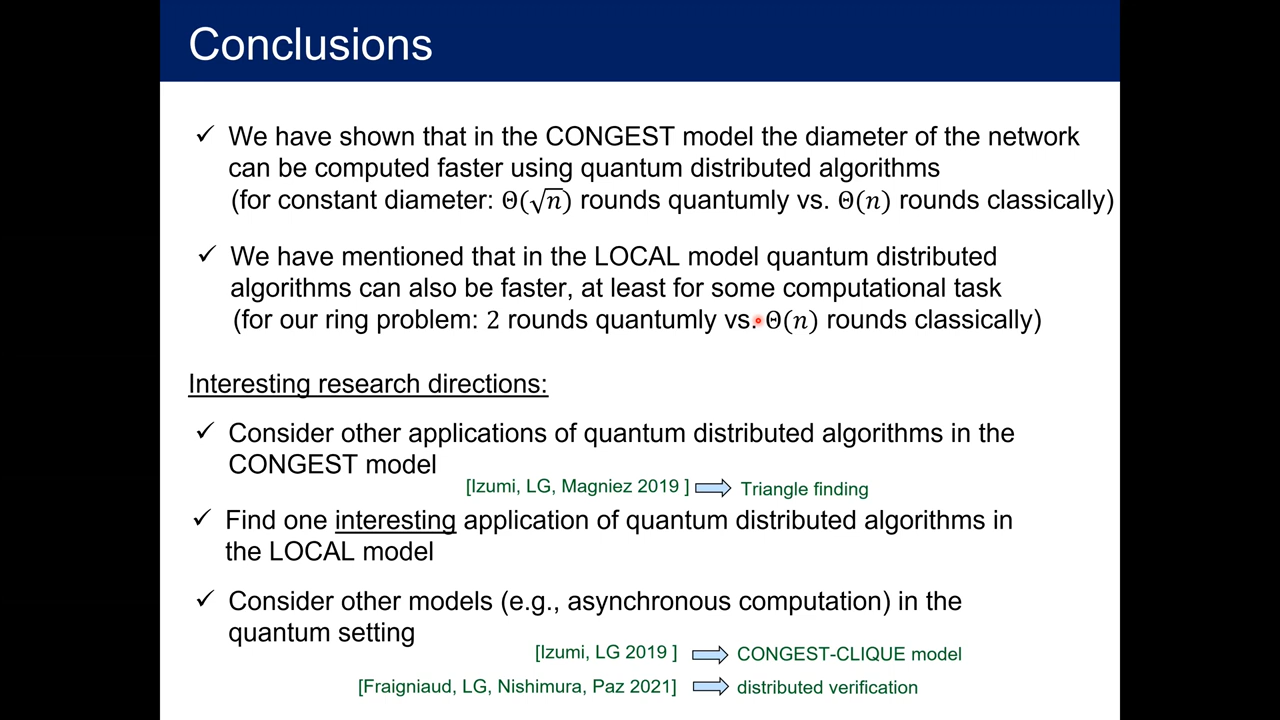 Conclusions
✓ We have shown that in the CONGEST model the diameter of the network
can be computed faster using quantum distributed algorithms
(for constant diameter: Θ(√n) rounds quantumly vs. Θ(n) rounds classically)
✓ We have mentioned that in the LOCAL model quantum distributed
algorithms can also be faster, at least for some computational task
(for our ring problem: 2 rounds quantumly vs. Θ(n) rounds classically)
Interesting research directions:
✓ Consider other applications of quantum distributed algorithms in the
CONGEST model
[Izumi, LG, Magniez 2019 ] Triangle finding
✓ Find one interesting application of quantum distributed algorithms in
the LOCAL model
✓ Consider other models (e.g., asynchronous computation) in the
quantum setting
[Izumi, LG 2019 ] CONGEST-CLIQUE model
[Fraigniaud, LG, Nishimura, Paz 2021] distributed verification